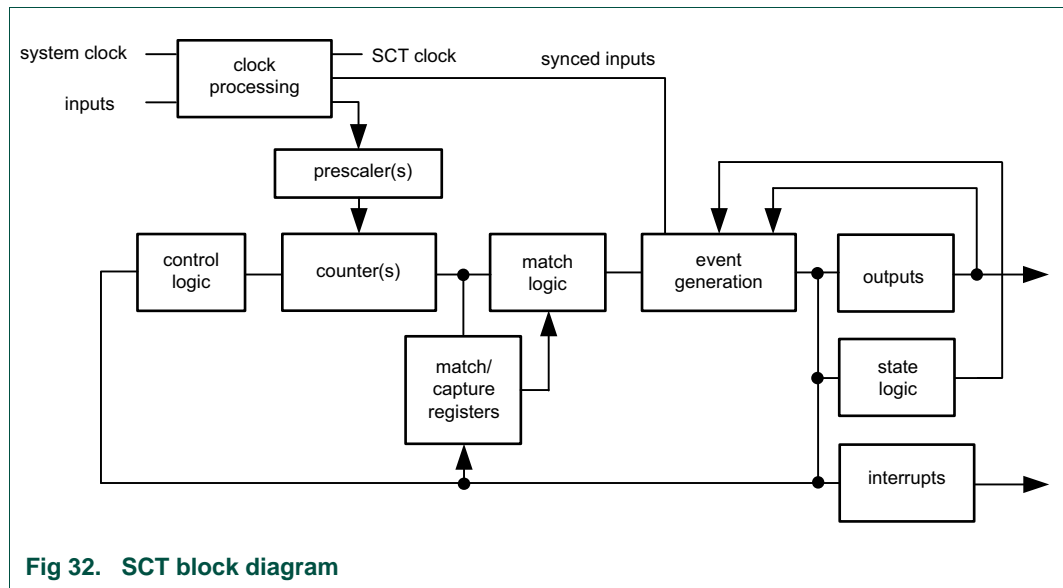 system clock
inputs
clock
processing
SCT clock
synced inputs
prescaler(s)
control
logic
counter(s)
match
logic
event
generation
outputs
match/
capture
registers
state
logic
interrupts
Fig 32. SCT block diagram